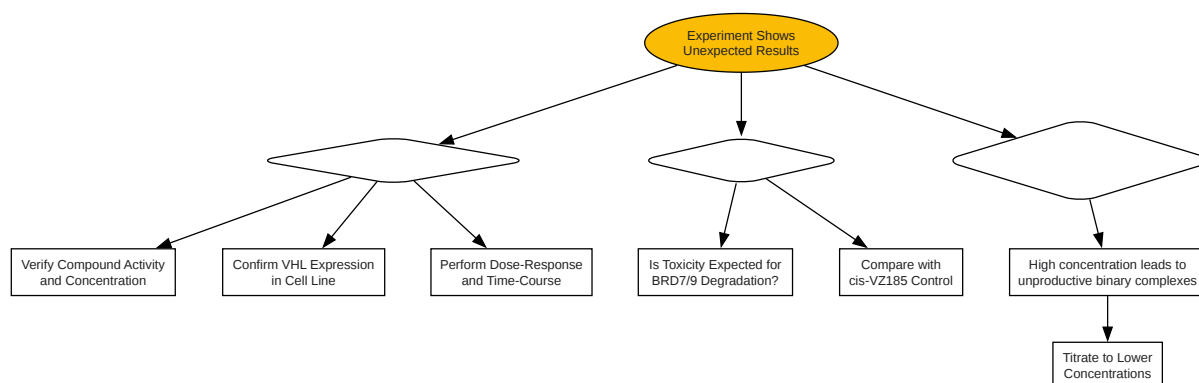 Experiment Shows
Unexpected Results
Verify Compound Activity
and Concentration
Confirm VHL Expression
in Cell Line
Perform Dose-Response
and Time-Course
Is Toxicity Expected for
BRD7/9 Degradation?
Compare with
cis-VZ185 Control
High concentration leads to
unproductive binary complexes
Titrate to Lower
Concentrations